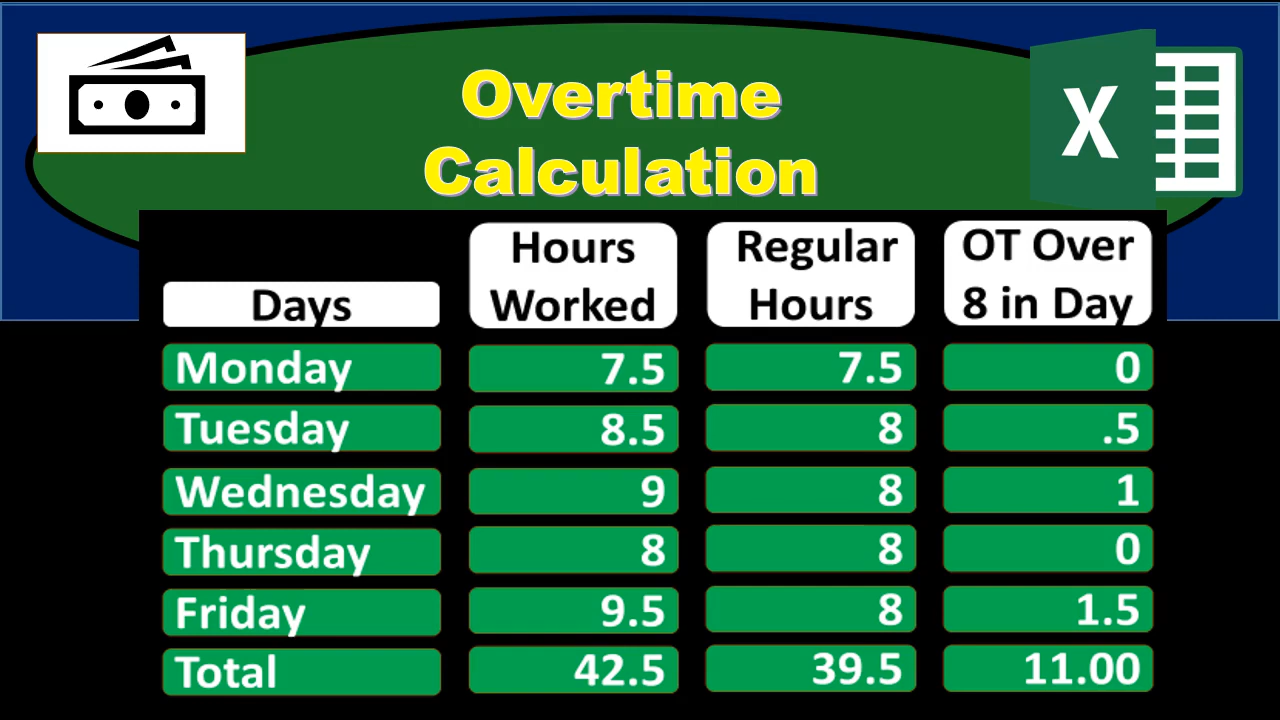 Overtime
Calculation
X
Days Hours Worked Regular Hours OT Over 8 in Day
Monday 7.5 7.5 0
Tuesday 8.5 8 .5
Wednesday 9 8 1
Thursday 8 8 0
Friday 9.5 8 1.5
Total 42.5 39.5 11.00